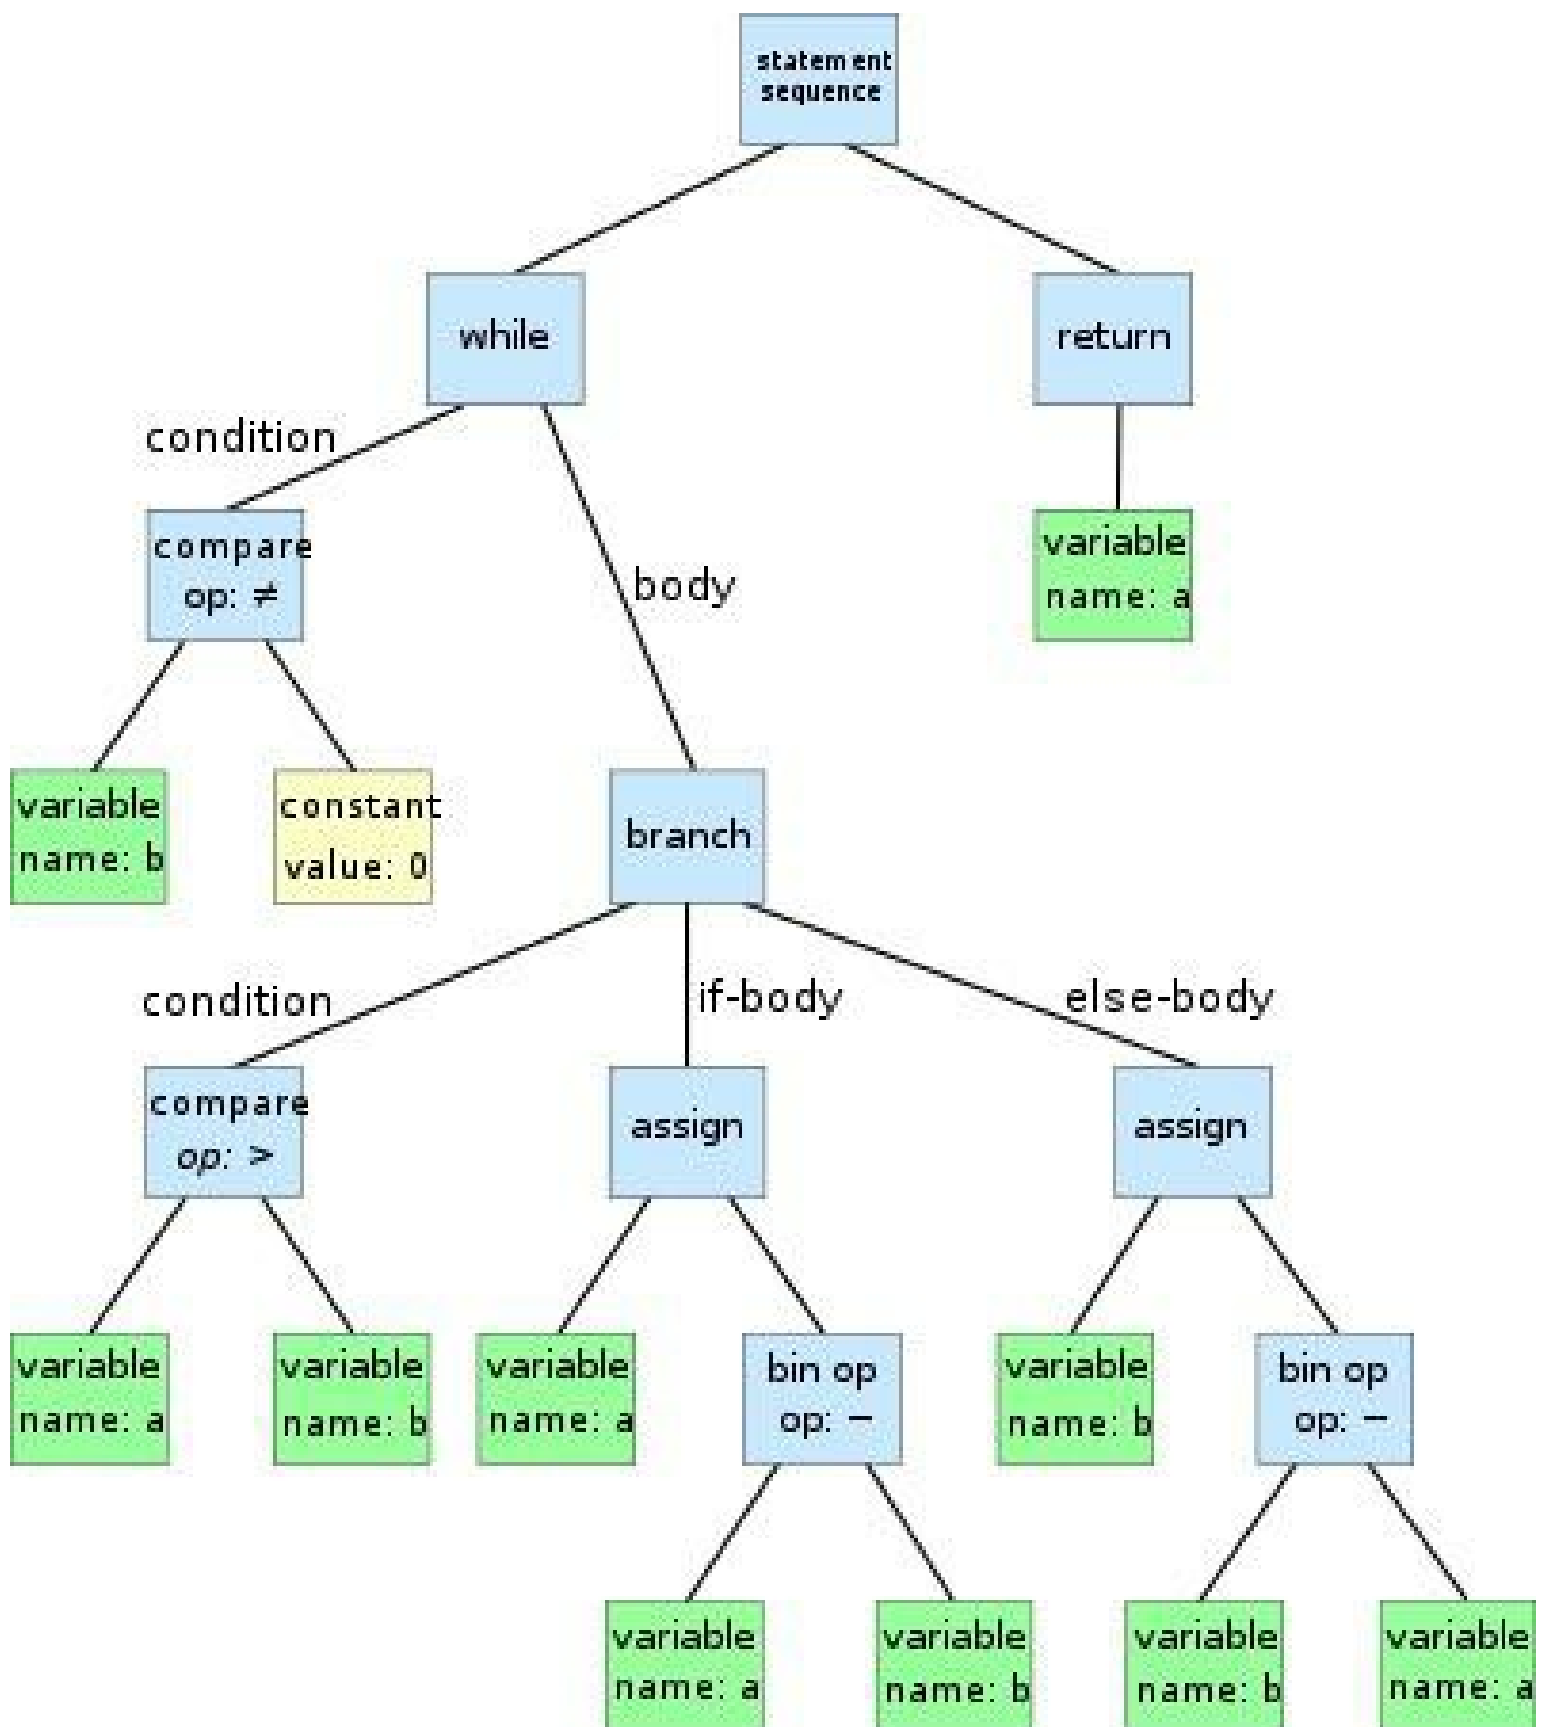 statement
sequence
while
return
condition
compare
op: ≠
body
variable
name: a
variable
name: b
constant
value: 0
branch
condition
if-body
else-body
compare
op: >
assign
assign
variable
name: a
variable
name: b
variable
name: a
bin op
op: −
variable
name: b
bin op
op: −
variable
name: a
variable
name: b
variable
name: b
variable
name: a